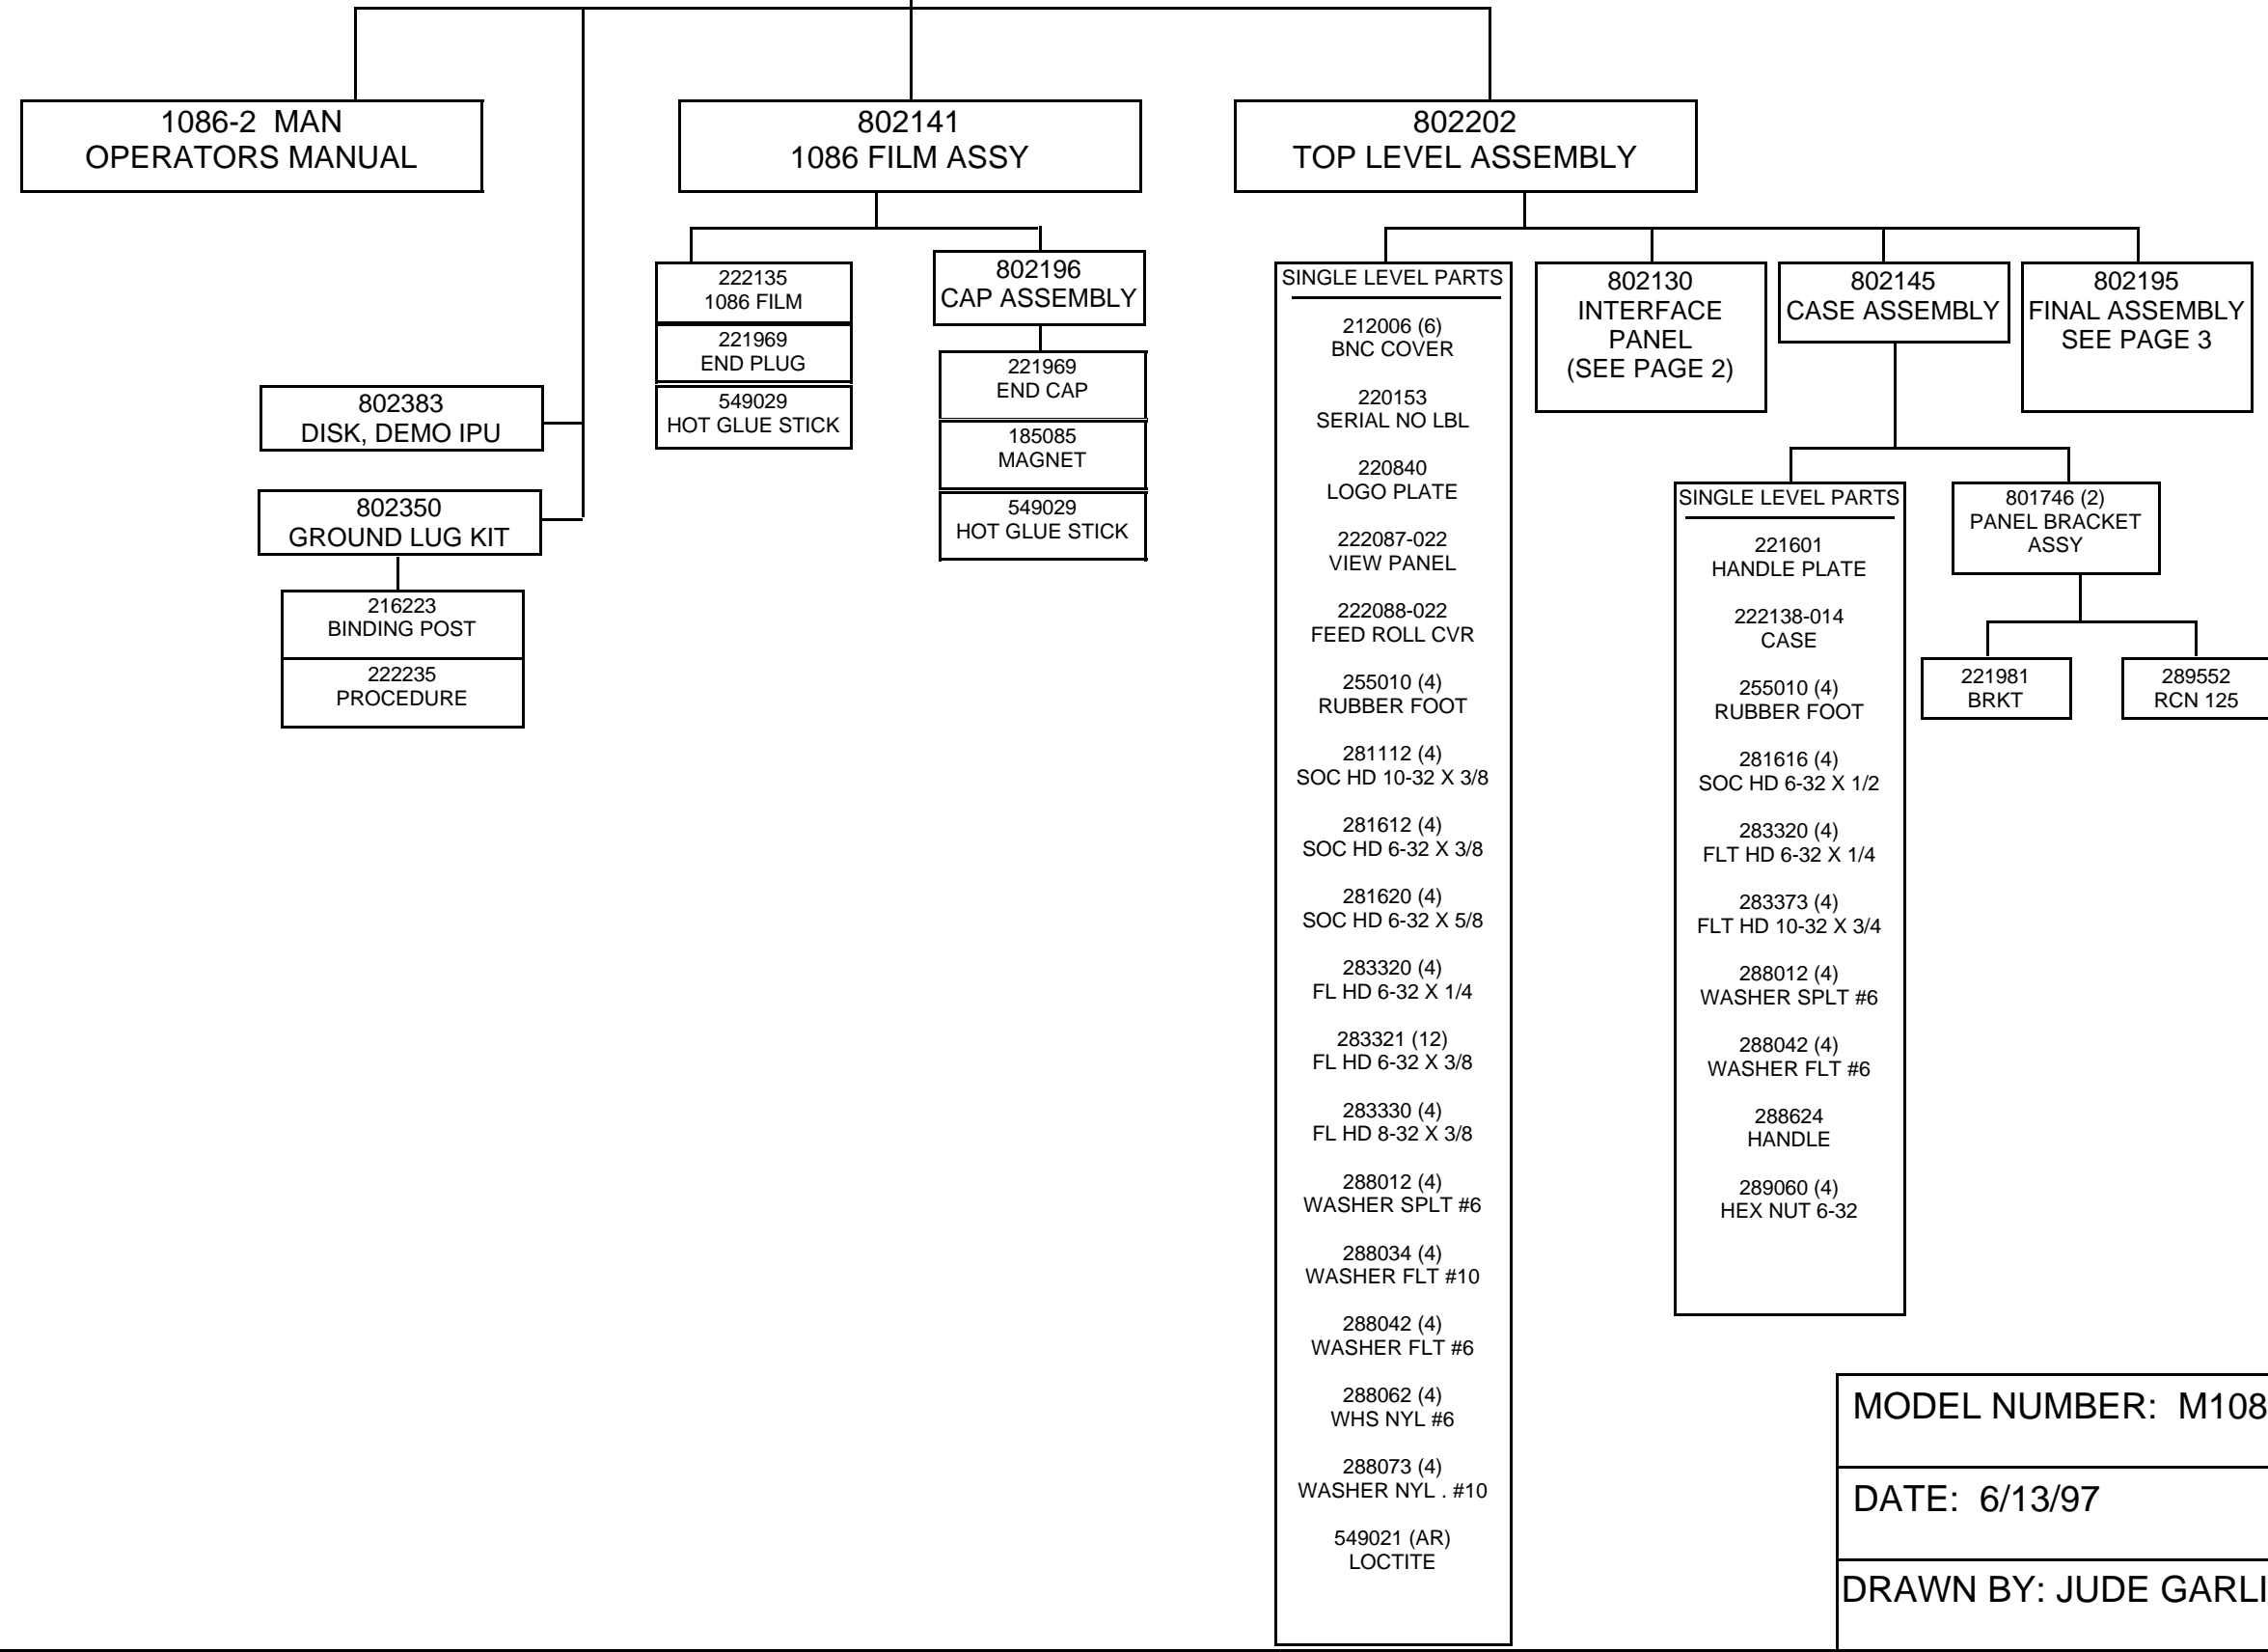 1086-2 MAN
OPERATORS MANUAL
802141
1086 FILM ASSY
802202
TOP LEVEL ASSEMBLY
222135
1086 FILM
221969
END PLUG
549029
HOT GLUE STICK
802196
CAP ASSEMBLY
221969
END CAP
185085
MAGNET
549029
HOT GLUE STICK
802383
DISK, DEMO IPU
802350
GROUND LUG KIT
216223
BINDING POST
222235
PROCEDURE
SINGLE LEVEL PARTS
212006 (6)
BNC COVER
220153
SERIAL NO LBL
220840
LOGO PLATE
222087-022
VIEW PANEL
222088-022
FEED ROLL CVR
255010 (4)
RUBBER FOOT
281112 (4)
SOC HD 10-32 X 3/8
281612 (4)
SOC HD 6-32 X 3/8
281620 (4)
SOC HD 6-32 X 5/8
283320 (4)
FL HD 6-32 X 1/4
283321 (12)
FL HD 6-32 X 3/8
283330 (4)
FL HD 8-32 X 3/8
288012 (4)
WASHER SPLT #6
288034 (4)
WASHER FLT #10
288042 (4)
WASHER FLT #6
288062 (4)
WHS NYL #6
288073 (4)
WASHER NYL . #10
549021 (AR)
LOCTITE
802130
INTERFACE
PANEL
(SEE PAGE 2)
802145
CASE ASSEMBLY
802195
FINAL ASSEMBLY
SEE PAGE 3
SINGLE LEVEL PARTS
221601
HANDLE PLATE
222138-014
CASE
255010 (4)
RUBBER FOOT
281616 (4)
SOC HD 6-32 X 1/2
283320 (4)
FLT HD 6-32 X 1/4
283373 (4)
FLT HD 10-32 X 3/4
288012 (4)
WASHER SPLT #6
288042 (4)
WASHER FLT #6
288624
HANDLE
289060 (4)
HEX NUT 6-32
801746 (2)
PANEL BRACKET
ASSY
221981
BRKT
289552
RCN 125
MODEL NUMBER: M108
DATE: 6/13/97
DRAWN BY: JUDE GARLI